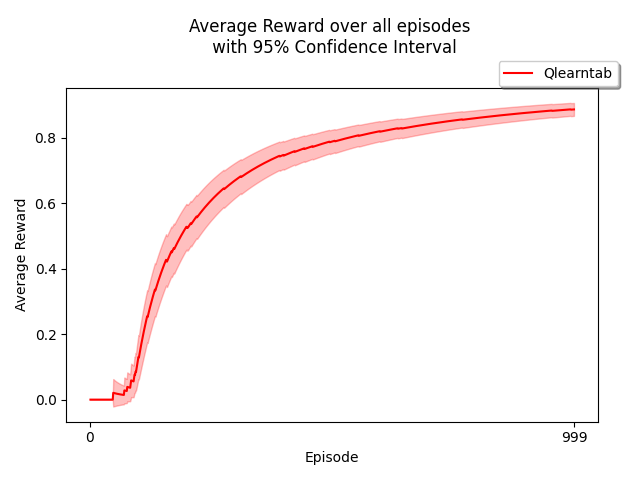 Average Reward over all episodes
with 95% Confidence Interval
Qlearntab
0.8
0.6
0.4
0.2
0.0
Average Reward
0
999
Episode